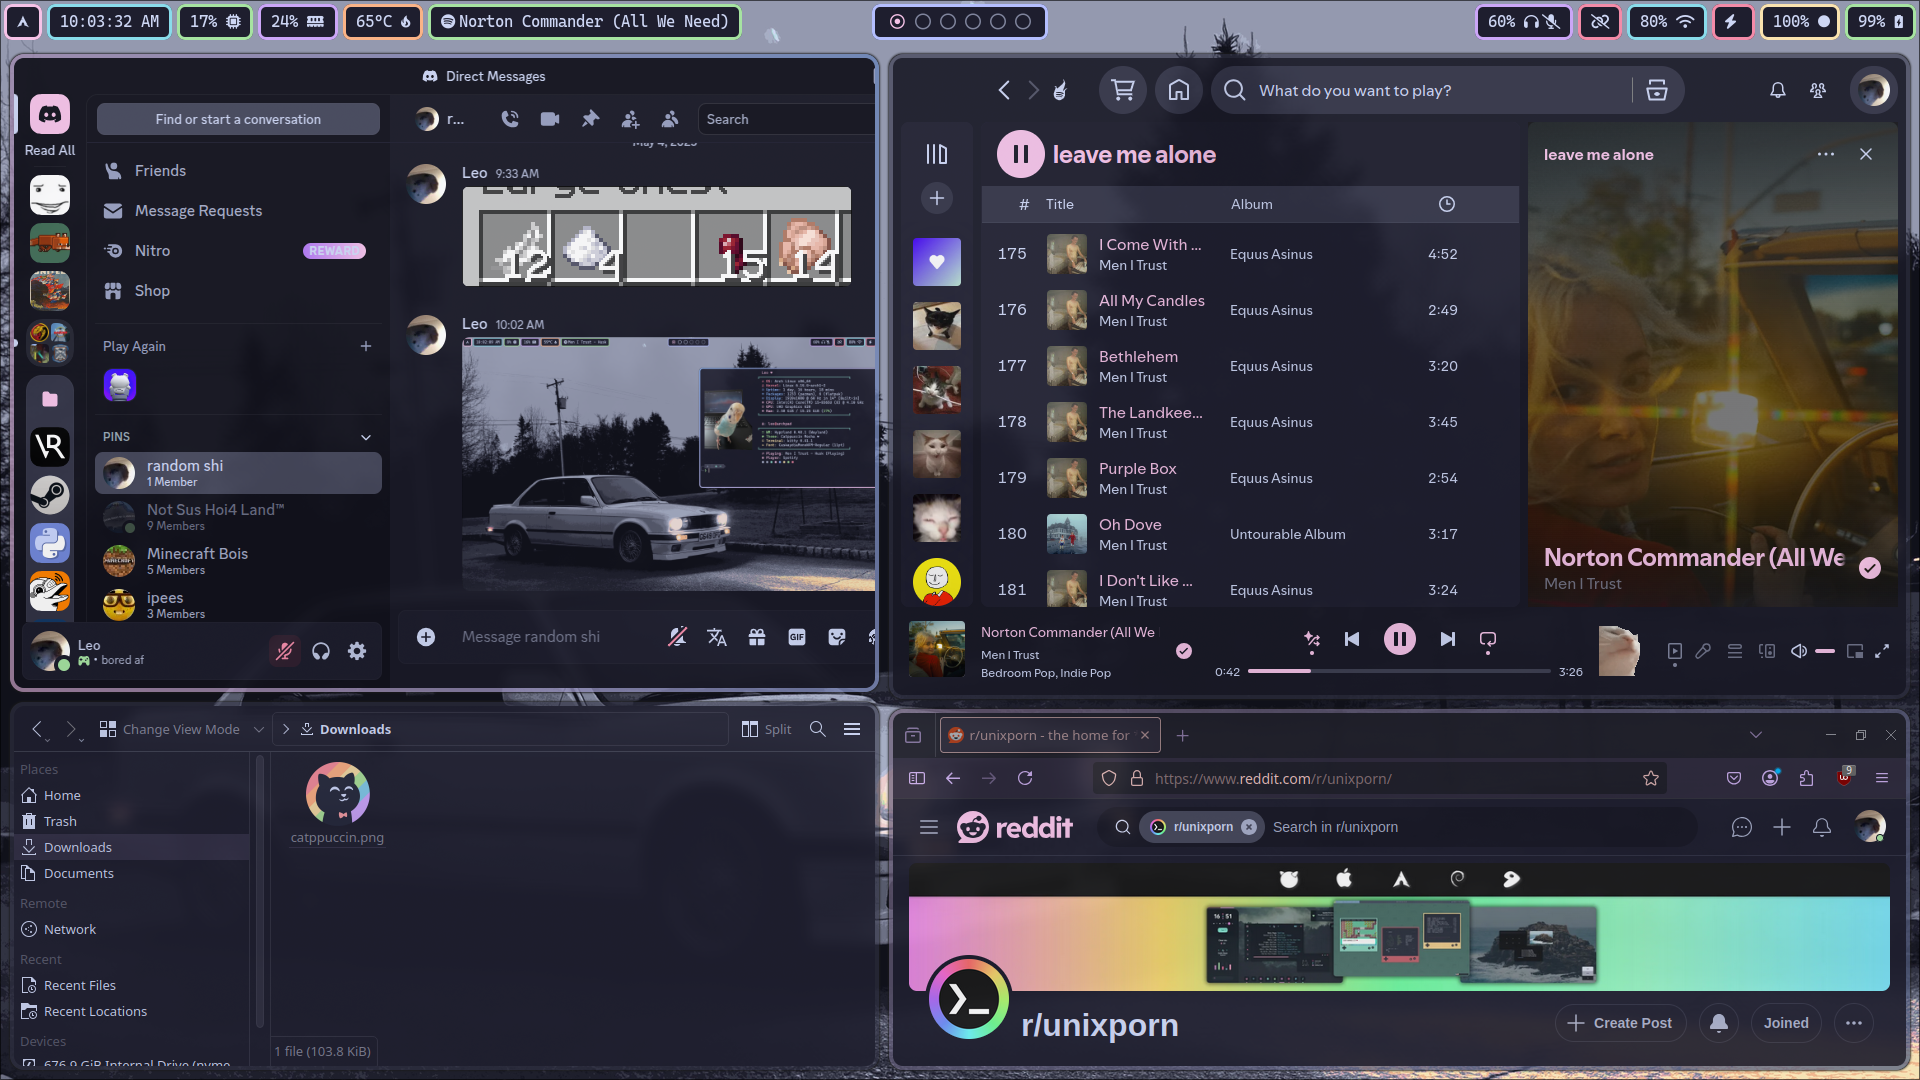 10:03:32 AM
17%
24%
65°C
Norton Commander (All We Need)
60%
80%
100%
99%
Direct Messages
Read All
Find or start a conversation
Friends
Message Requests
Nitro
REWARD
Shop
Play Again
PINS
random shi
1 Member
Not Sus Hoi4 Land™
9 Members
Minecraft Bois
5 Members
ipees
3 Members
Leo
bored af
r...
Search
May 4, 2025
Leo 9:33 AM
Large Chest
12 4 15 14
Leo 10:02 AM
Message random shi
GIF
What do you want to play?
leave me alone
# Title Album
175 I Come With ... Equus Asinus 4:52
Men I Trust
176 All My Candles Equus Asinus 2:49
Men I Trust
177 Bethlehem Equus Asinus 3:20
Men I Trust
178 The Landkee... Equus Asinus 3:45
Men I Trust
179 Purple Box Equus Asinus 2:54
Men I Trust
180 Oh Dove Untourable Album 3:17
Men I Trust
181 I Don't Like ... Equus Asinus 3:24
Men I Trust
leave me alone
Norton Commander (All We
Men I Trust
Norton Commander (All We
Men I Trust
Bedroom Pop, Indie Pop
0:42
3:26
Change View Mode
Downloads
Split
Places
Home
Trash
Downloads
Documents
Remote
Network
Recent
Recent Files
Recent Locations
Devices
676.9 GiB Internal Drive (nvme...
catppuccin.png
1 file (103.8 KiB)
r/unixporn - the home for
https://www.reddit.com/r/unixporn/
9
reddit
r/unixporn
Search in r/unixporn
16 51
r/unixporn
Create Post
Joined